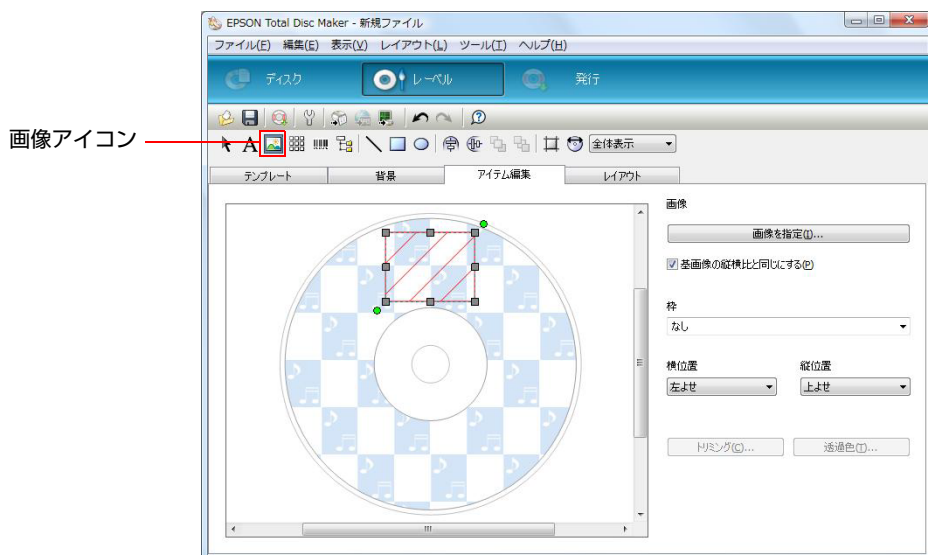 EPSON Total Disc Maker - 新規ファイル
ファイル(F) 編集(E) 表示(V) レイアウト(L) ツール(T) ヘルプ(H)
ディスク レーベル 発行
画像アイコン
A 全体表示
テンプレート 背景 アイテム編集 レイアウト
画像
画像を指定(I)...
基画像の縦横比と同じにする(P)
枠
なし
横位置 縦位置
左よせ 上よせ
トリミング(C)... 透過色(T)...